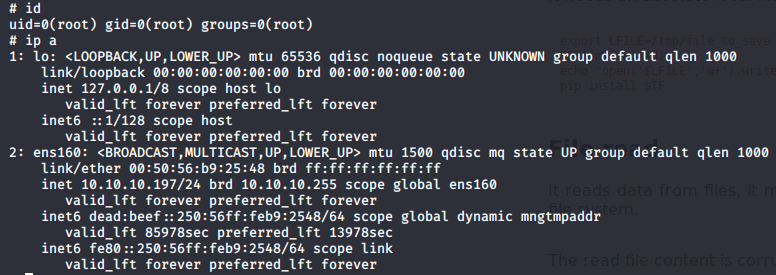 # id
uid=0(root) gid=0(root) groups=0(root)
# ip a
1: lo: <LOOPBACK,UP,LOWER_UP> mtu 65536 qdisc noqueue state UNKNOWN group default qlen 1000
    link/loopback 00:00:00:00:00:00 brd 00:00:00:00:00:00
    inet 127.0.0.1/8 scope host lo
       valid_lft forever preferred_lft forever
    inet6 ::1/128 scope host
       valid_lft forever preferred_lft forever
2: ens160: <BROADCAST,MULTICAST,UP,LOWER_UP> mtu 1500 qdisc mq state UP group default qlen 1000
    link/ether 00:50:56:b9:25:48 brd ff:ff:ff:ff:ff:ff
    inet 10.10.10.197/24 brd 10.10.10.255 scope global ens160
       valid_lft forever preferred_lft forever
    inet6 dead:beef::250:56ff:feb9:2548/64 scope global dynamic mngtmpaddr
       valid_lft 85978sec preferred_lft 13978sec
    inet6 fe80::250:56ff:feb9:2548/64 scope link
       valid_lft forever preferred_lft forever
export LFILE=/tmp/file_to_save
pip install $TF
File read
It reads data from files, it m
file system.
The read file content is corru